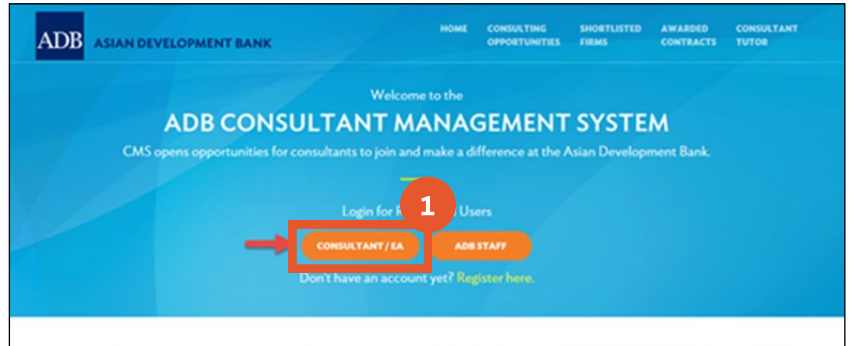 ADB ASIAN DEVELOPMENT BANK
HOME
CONSULTING OPPORTUNITIES
SHORTLISTED FIRMS
AWARDED CONTRACTS
CONSULTANT TUTOR
Welcome to the
ADB CONSULTANT MANAGEMENT SYSTEM
CMS opens opportunities for consultants to join and make a difference at the Asian Development Bank.
1
Login for Users
CONSULTANT / EA
ADB STAFF
Don't have an account yet? Register here.